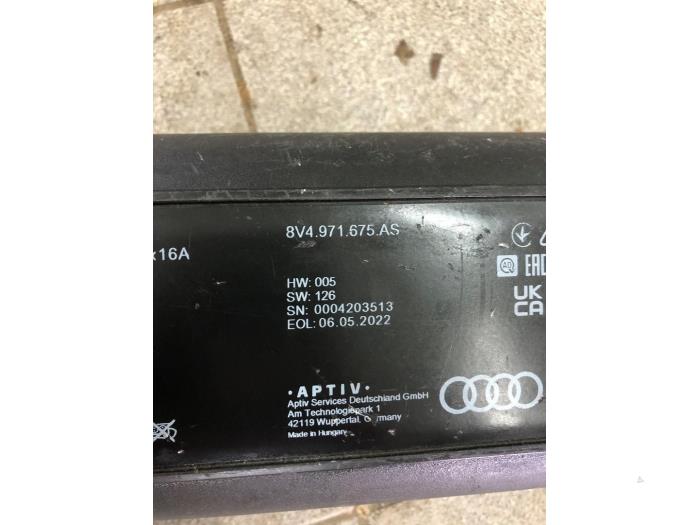 8V4.971.675.AS
x16A
HW: 005
SW: 126
SN: 0004203513
EOL: 06.05.2022
UK
CA
• APTIV •
Aptiv Services Deutschland GmbH
Am Technologiepark 1
42119 Wuppertal, Germany
Made in Hungary